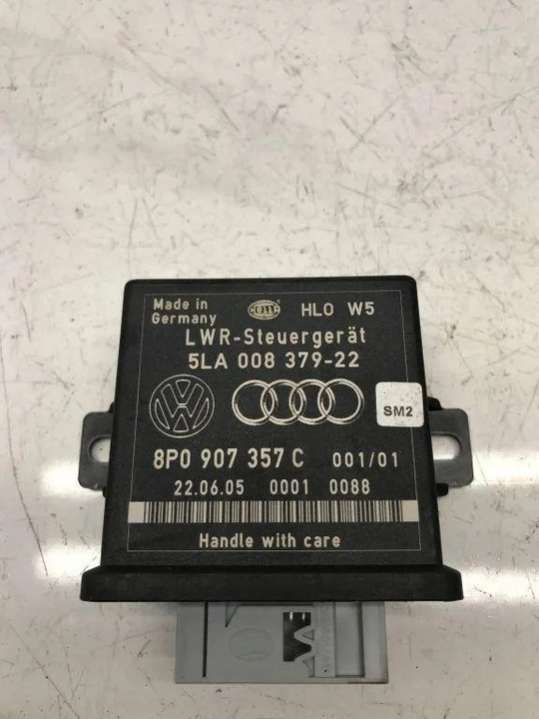 Made in HELLA HLO W5
Germany
LWR-Steuergerät
5LA 008 379-22
SM2
8P0 907 357 C 001/01
22.06.05 0001 0088
Handle with care